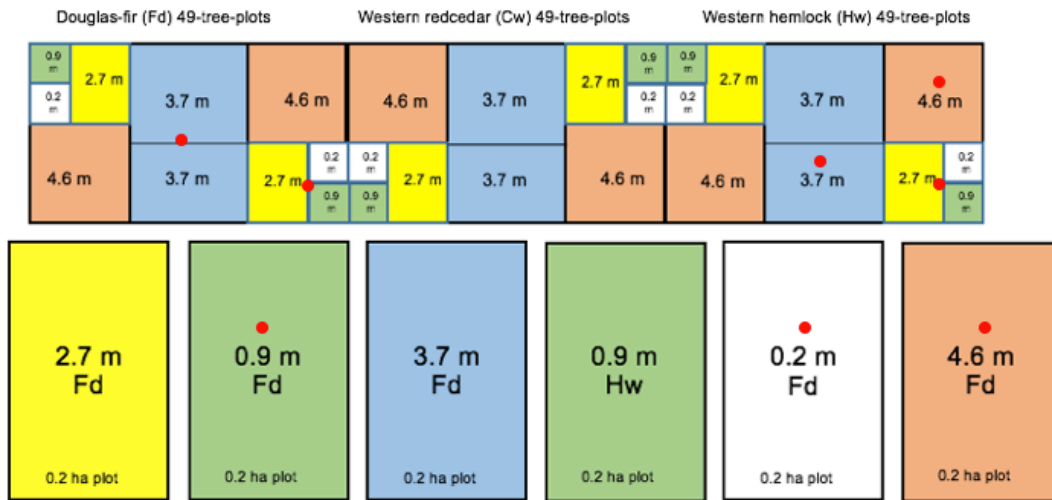 Douglas-fir (Fd) 49-tree-plots Western redcedar (Cw) 49-tree-plots Western hemlock (Hw) 49-tree-plots
0.9
m
2.7 m
0.2
m
3.7 m
4.6 m
4.6 m
3.7 m
2.7 m
0.9
m
0.9
m
0.2
m
0.2
m
2.7 m
3.7 m
4.6 m
4.6 m
3.7 m
2.7 m
0.2
m
0.2
m
0.9
m
0.9
m
2.7 m
3.7 m
4.6 m
4.6 m
3.7 m
2.7 m
0.2
m
0.9
m
2.7 m
Fd
0.2 ha plot
0.9 m
Fd
0.2 ha plot
3.7 m
Fd
0.2 ha plot
0.9 m
Hw
0.2 ha plot
0.2 m
Fd
0.2 ha plot
4.6 m
Fd
0.2 ha plot